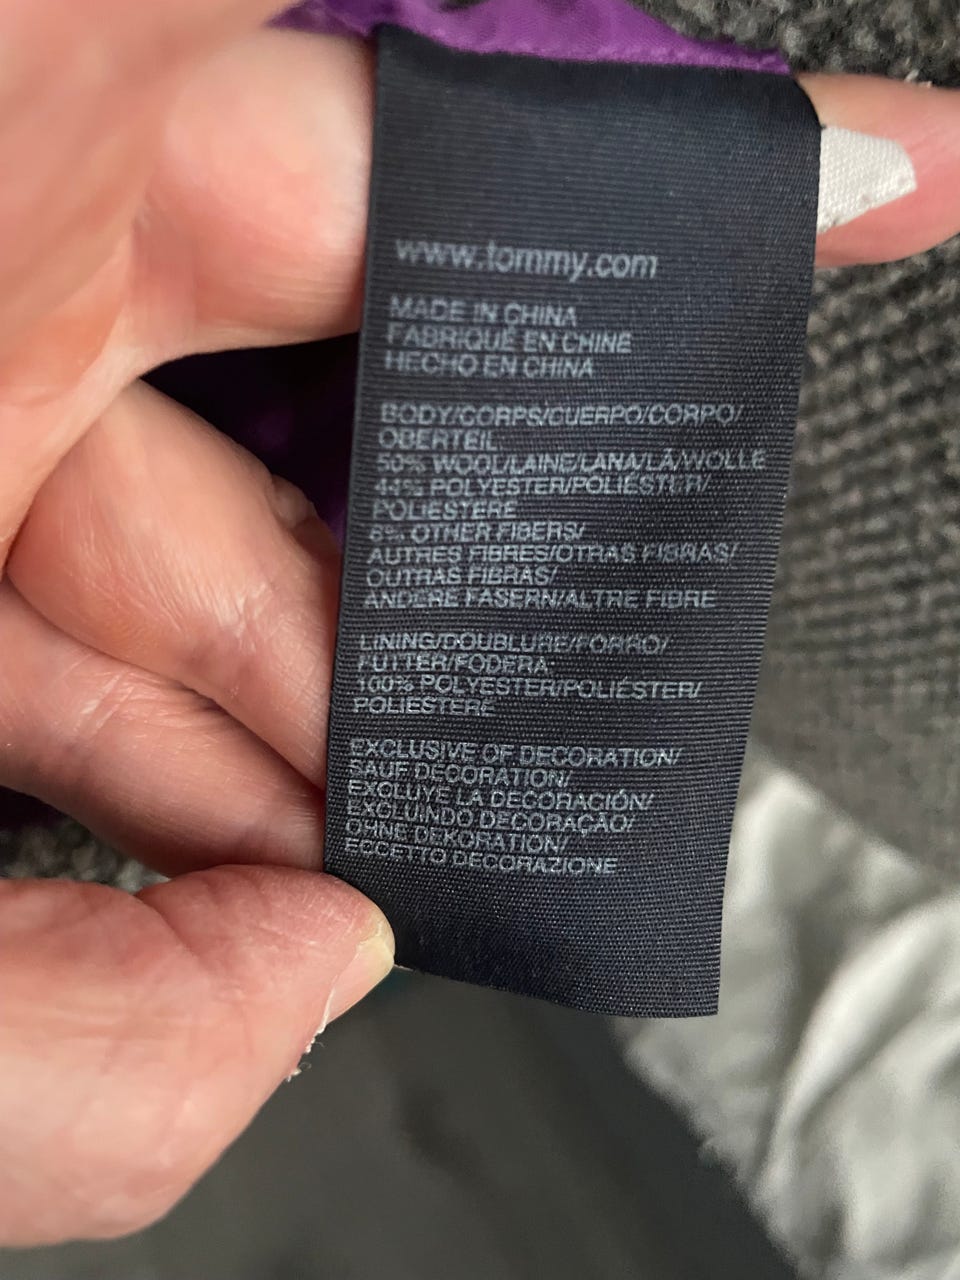 www.tommy.com
MADE IN CHINA
FABRIQUÉ EN CHINE
HECHO EN CHINA
BODY/CORPS/CUERPO/CORPO/
OBERTEIL
50% WOOL/LAINE/LANA/LÃ/WOLLE
44% POLYESTER/POLIÉSTER/
POLIESTERE
6% OTHER FIBERS/
AUTRES FIBRES/OTRAS FIBRAS/
OUTRAS FIBRAS/
ANDERE FASERN/ALTRE FIBRE
LINING/DOUBLURE/FORRO/
FUTTER/FODERA:
100% POLYESTER/POLIÉSTER/
POLIESTERE
EXCLUSIVE OF DECORATION/
SAUF DECORATION/
EXCLUYE LA DECORACIÓN/
EXCLUINDO DECORAÇÃO/
OHNE DEKORATION/
ECCETTO DECORAZIONE